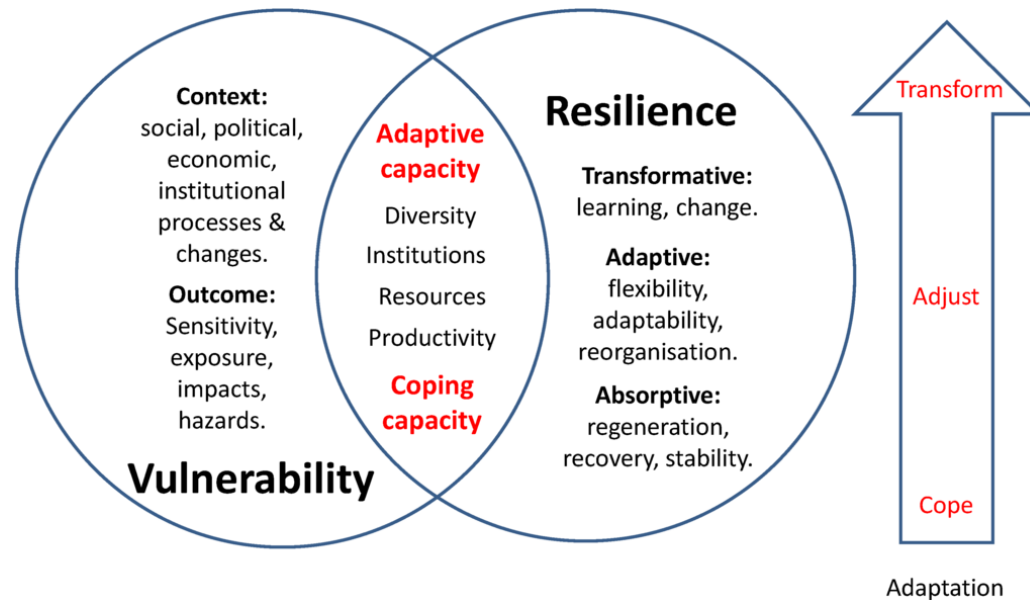 Context:
social, political,
economic,
institutional
processes &
changes.
Outcome:
Sensitivity,
exposure,
impacts,
hazards.
Vulnerability
Adaptive
capacity
Diversity
Institutions
Resources
Productivity
Coping
capacity
Resilience
Transformative:
learning, change.
Adaptive:
flexibility,
adaptability,
reorganisation.
Absorptive:
regeneration,
recovery, stability.
Transform
Adjust
Cope
Adaptation